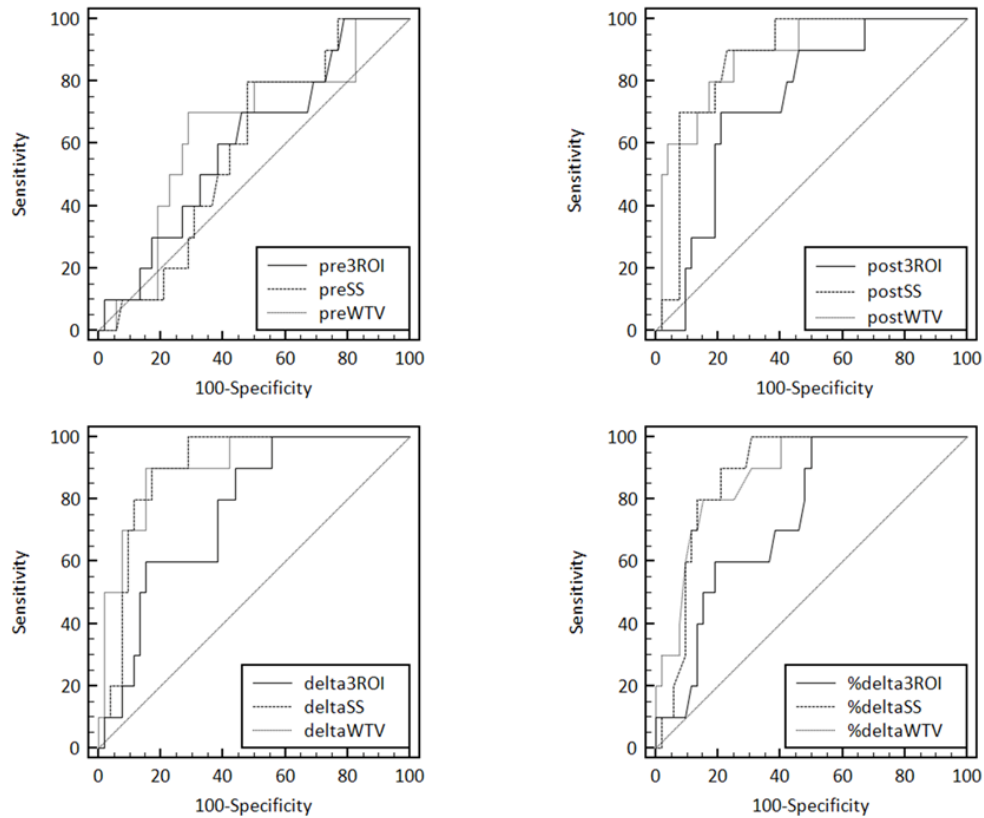 Sensitivity
100
80
60
40
20
0
pre3ROI
preSS
preWTV
0 20 40 60 80 100
100-Specificity
Sensitivity
100
80
60
40
20
0
post3ROI
postSS
postWTV
0 20 40 60 80 100
100-Specificity
Sensitivity
100
80
60
40
20
0
delta3ROI
deltaSS
deltaWTV
0 20 40 60 80 100
100-Specificity
Sensitivity
100
80
60
40
20
0
%delta3ROI
%deltaSS
%deltaWTV
0 20 40 60 80 100
100-Specificity